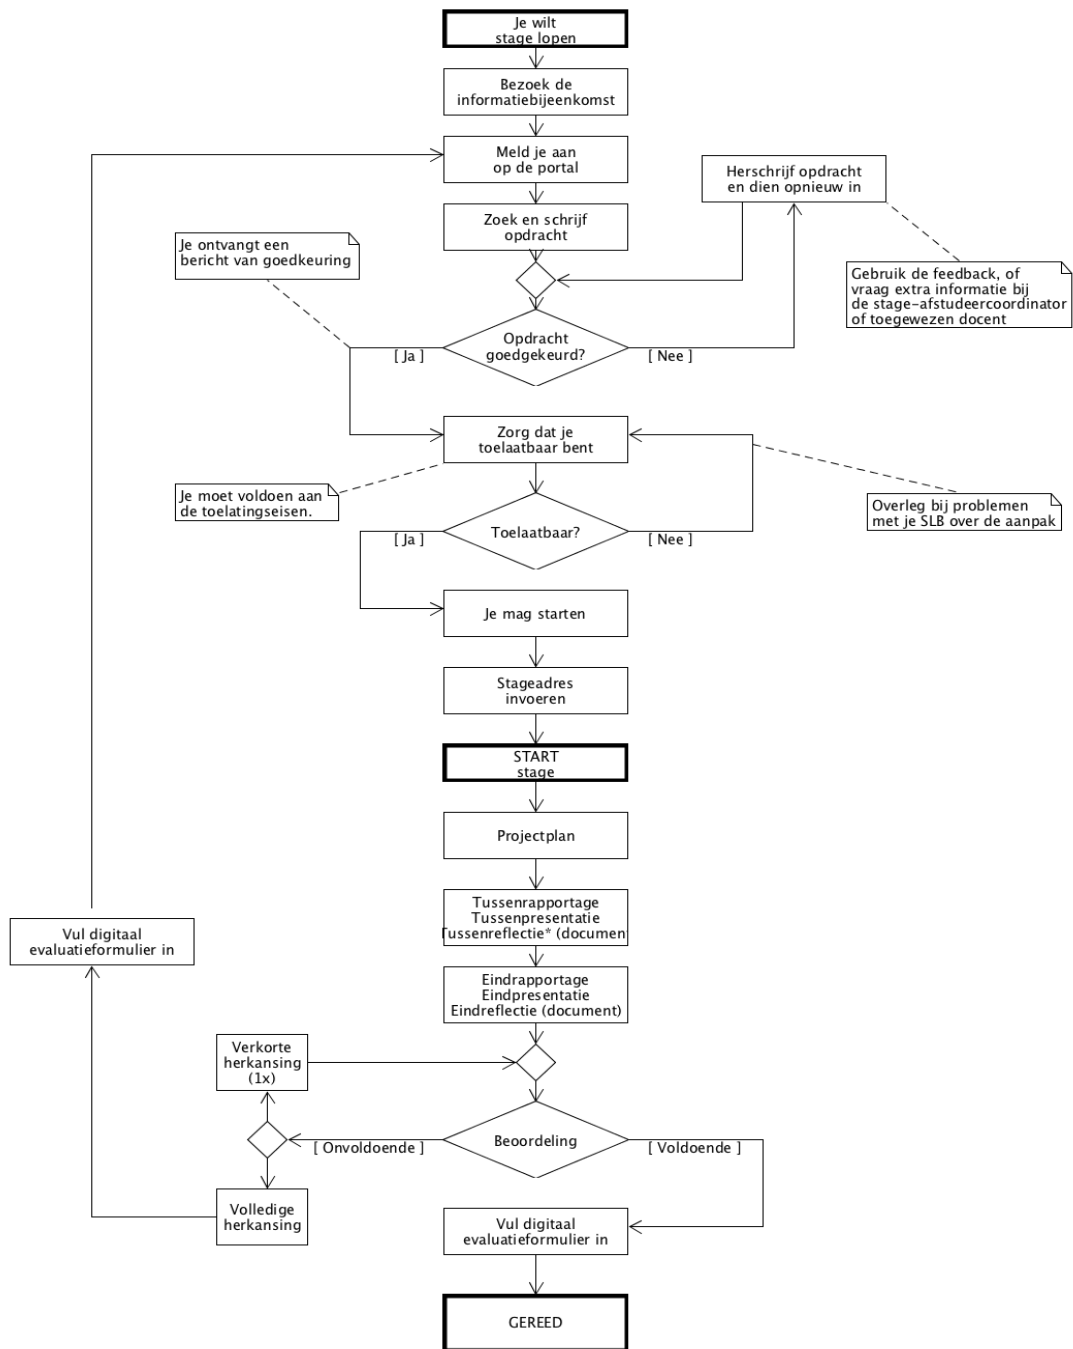 Je wilt
stage lopen
Bezoek de
informatiebijeenkomst
Meld je aan
op de portal
Herschrijf opdracht
en dien opnieuw in
Zoek en schrijf
opdracht
Je ontvangt een
bericht van goedkeuring
Gebruik de feedback, of
vraag extra informatie bij
de stage-afstudeercoordinator
of toegewezen docent
Opdracht
goedgekeurd?
[ Ja ]
[ Nee ]
Zorg dat je
toelaatbaar bent
Je moet voldoen aan
de toelatingseisen.
Overleg bij problemen
met je SLB over de aanpak
Toelaatbaar?
[ Ja ]
[ Nee ]
Je mag starten
Stageadres
invoeren
START
stage
Projectplan
Tussenrapportage
Tussenpresentatie
Tussenreflectie* (document
Vul digitaal
evaluatieformulier in
Eindrapportage
Eindpresentatie
Eindreflectie (document)
Verkorte
herkansing
(1x)
Beoordeling
[ Onvoldoende ]
[ Voldoende ]
Volledige
herkansing
Vul digitaal
evaluatieformulier in
GEREED